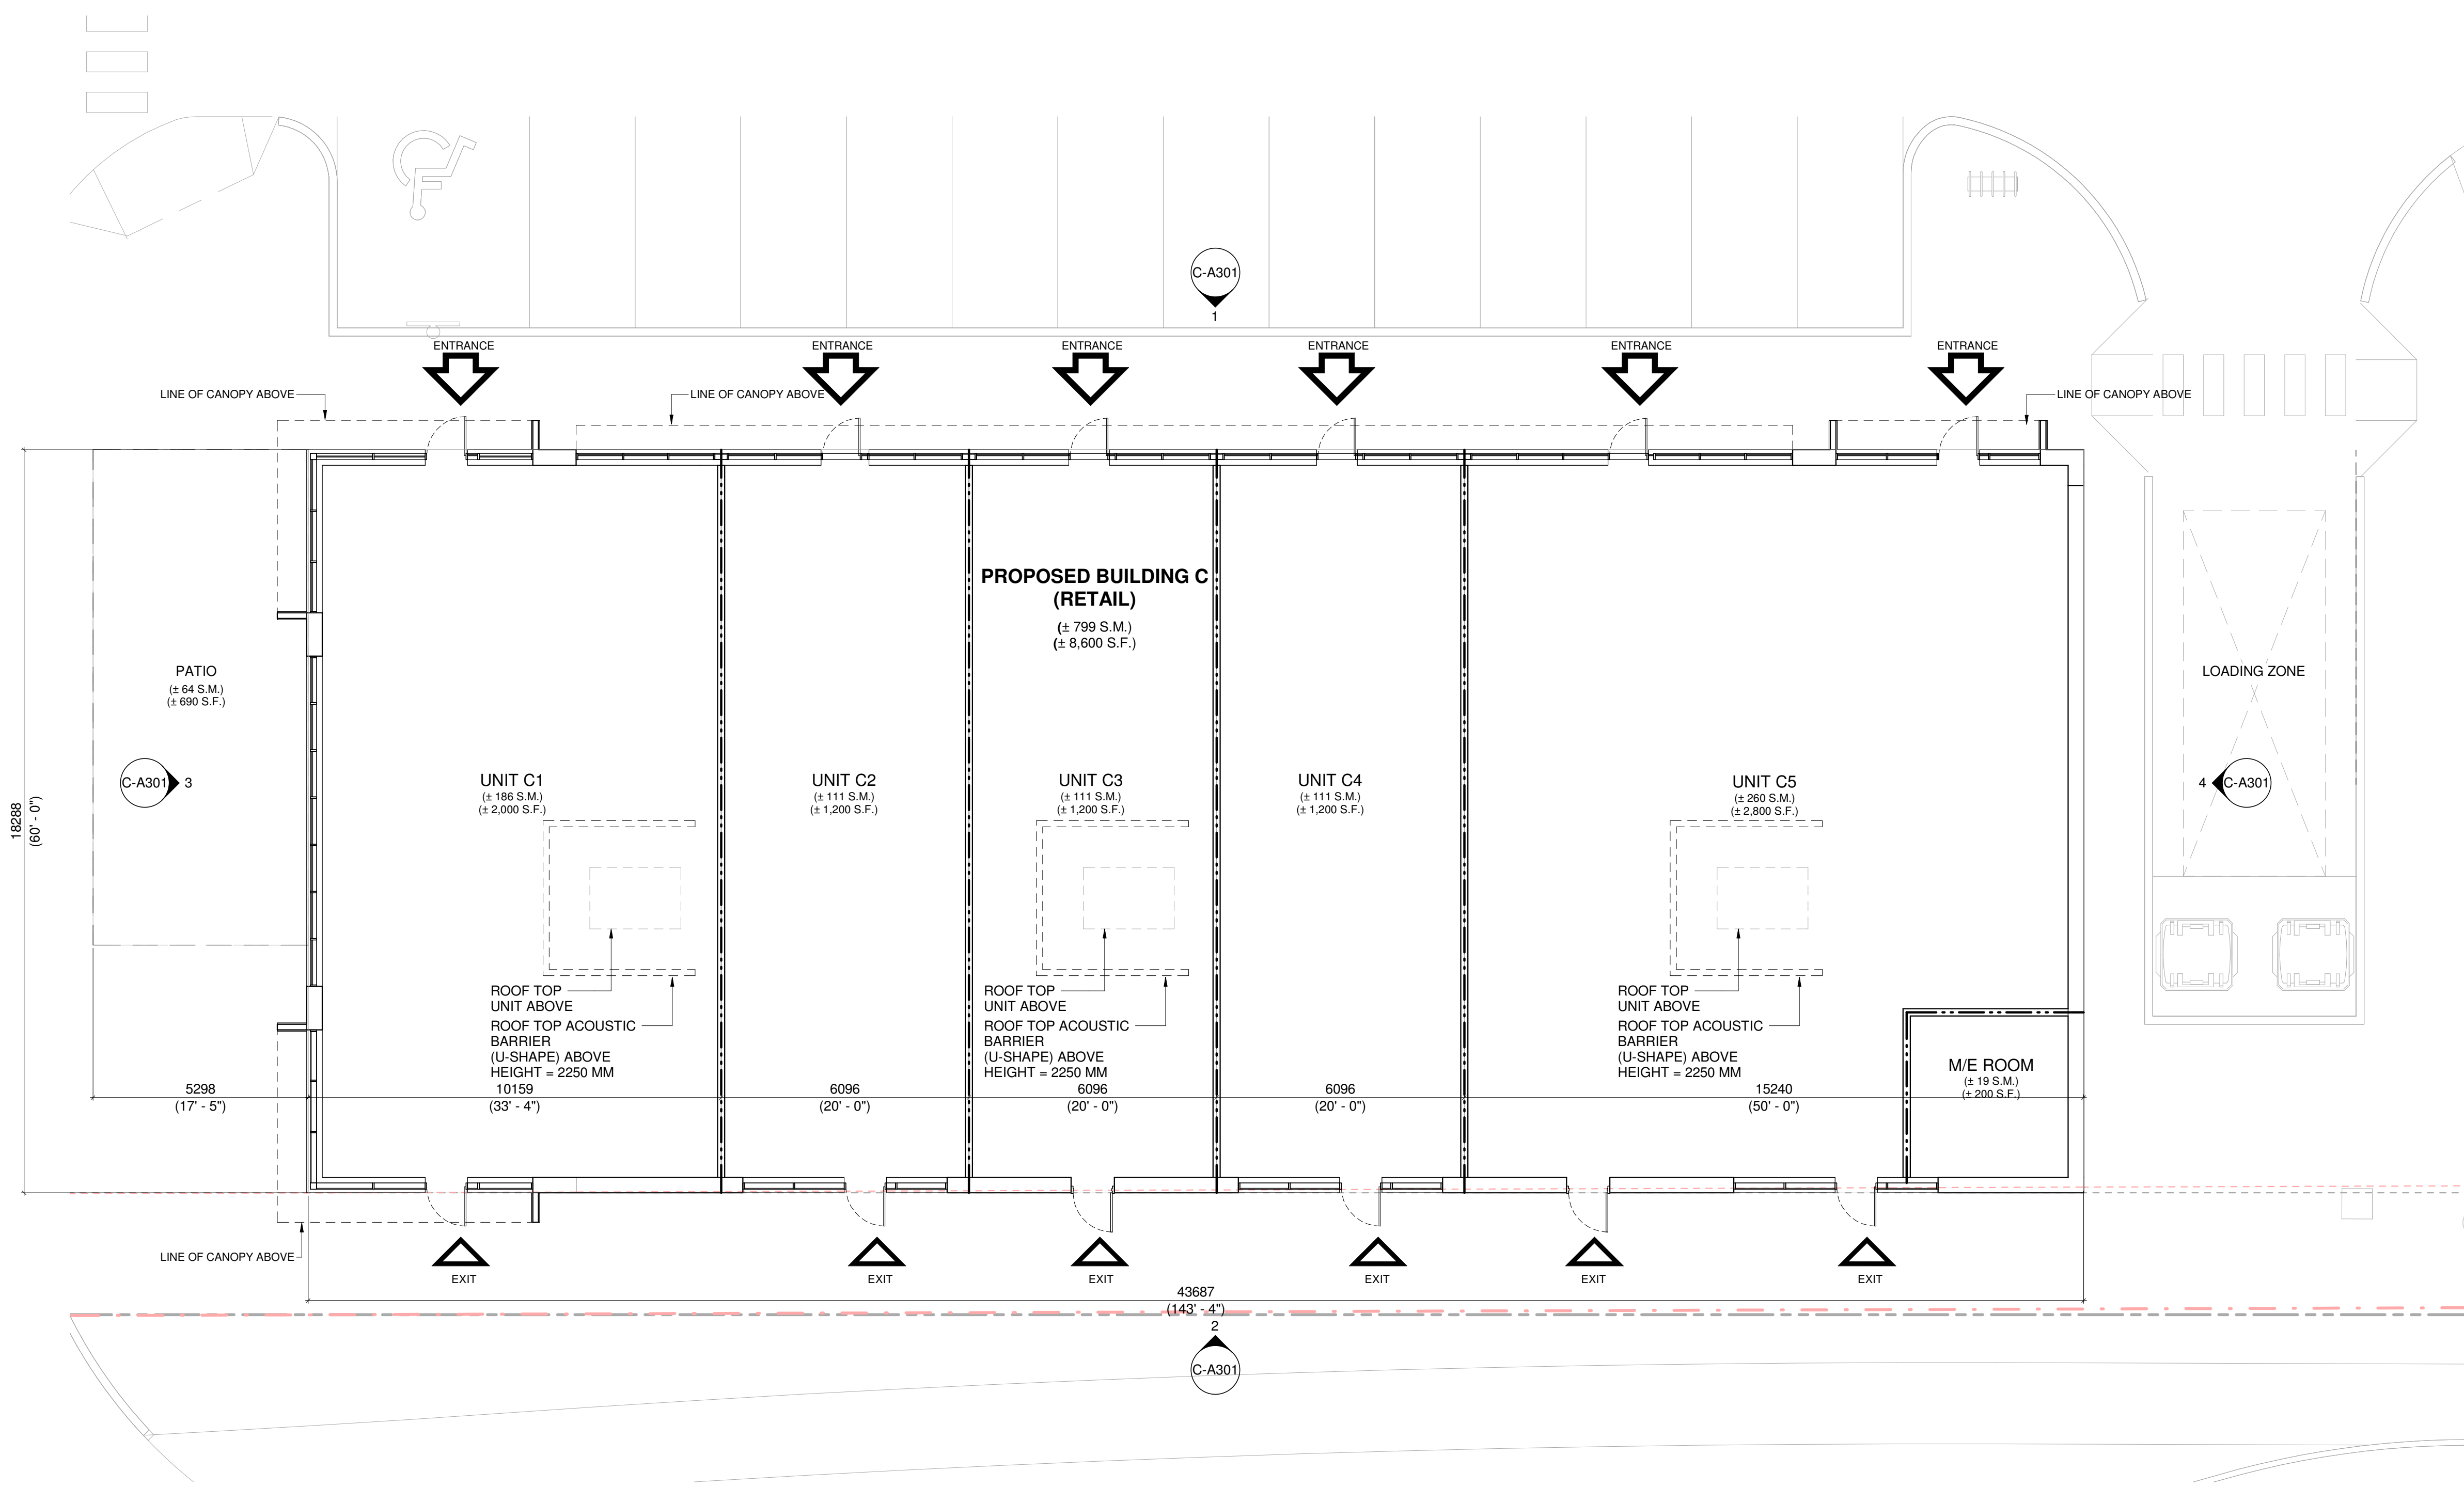 C-A301
1
ENTRANCE
ENTRANCE
ENTRANCE
ENTRANCE
ENTRANCE
ENTRANCE
LINE OF CANOPY ABOVE
LINE OF CANOPY ABOVE
LINE OF CANOPY ABOVE
PROPOSED BUILDING C
(RETAIL)
(± 799 S.M.)
(± 8,600 S.F.)
PATIO
(± 64 S.M.)
(± 690 S.F.)
LOADING ZONE
C-A301
3
UNIT C1
(± 186 S.M.)
(± 2,000 S.F.)
UNIT C2
(± 111 S.M.)
(± 1,200 S.F.)
UNIT C3
(± 111 S.M.)
(± 1,200 S.F.)
UNIT C4
(± 111 S.M.)
(± 1,200 S.F.)
UNIT C5
(± 260 S.M.)
(± 2,800 S.F.)
4
C-A301
18288
(60' - 0")
ROOF TOP
UNIT ABOVE
ROOF TOP ACOUSTIC
BARRIER
(U-SHAPE) ABOVE
HEIGHT = 2250 MM
ROOF TOP
UNIT ABOVE
ROOF TOP ACOUSTIC
BARRIER
(U-SHAPE) ABOVE
HEIGHT = 2250 MM
ROOF TOP
UNIT ABOVE
ROOF TOP ACOUSTIC
BARRIER
(U-SHAPE) ABOVE
HEIGHT = 2250 MM
M/E ROOM
(± 19 S.M.)
(± 200 S.F.)
5298
(17' - 5")
10159
(33' - 4")
6096
(20' - 0")
6096
(20' - 0")
6096
(20' - 0")
15240
(50' - 0")
LINE OF CANOPY ABOVE
EXIT
EXIT
EXIT
EXIT
EXIT
EXIT
43687
(143' - 4")
2
C-A301